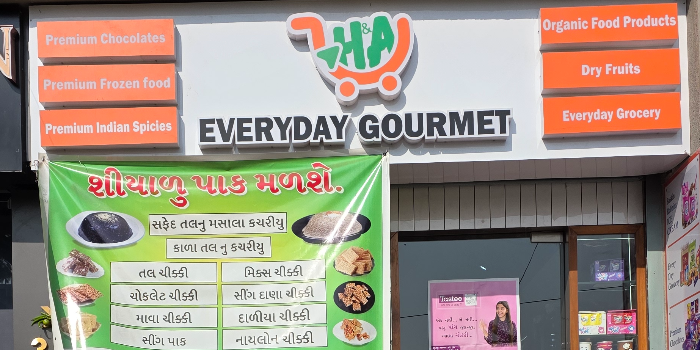 Premium Chocolates
Premium Frozen food
Premium Indian Spicies
H&A
EVERYDAY GOURMET
Organic Food Products
Dry Fruits
Everyday Grocery
શીયાળુ પાક મળશે.
સફેદ તલનુ મસાલા કચરીયુ
કાળા તલ નુ કચરીયુ
તલ ચીક્કી
મિક્સ ચીક્કી
ચોકલેટ ચીક્કી
સીંગ દાણા ચીક્કી
માવા ચીક્કી
દાળીયા ચીક્કી
સીંગ પાક
નાયલોન ચીક્કી